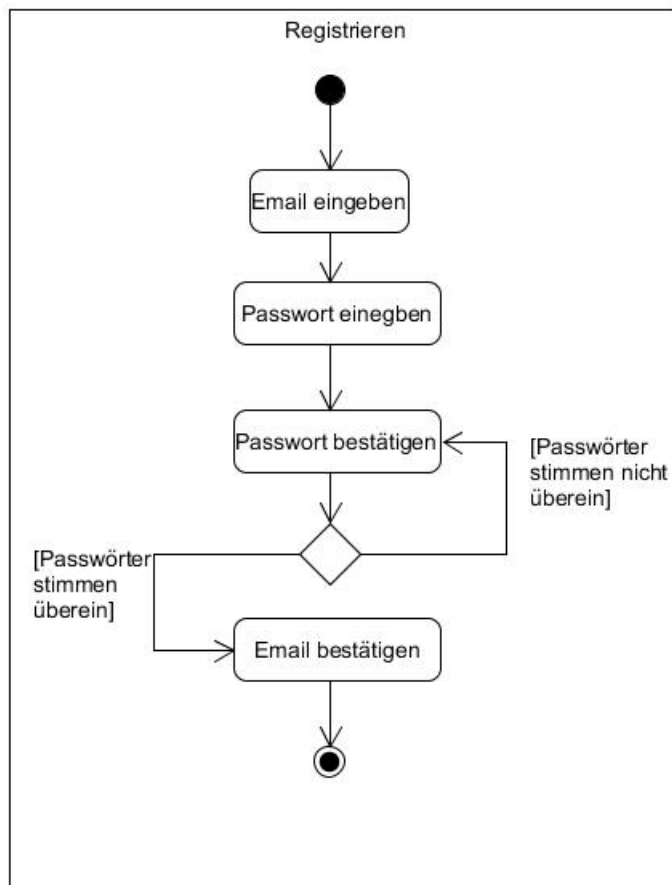 Registrieren
Email eingeben
Passwort einegben
Passwort bestätigen
[Passwörter
stimmen nicht
überein]
[Passwörter
stimmen
überein]
Email bestätigen